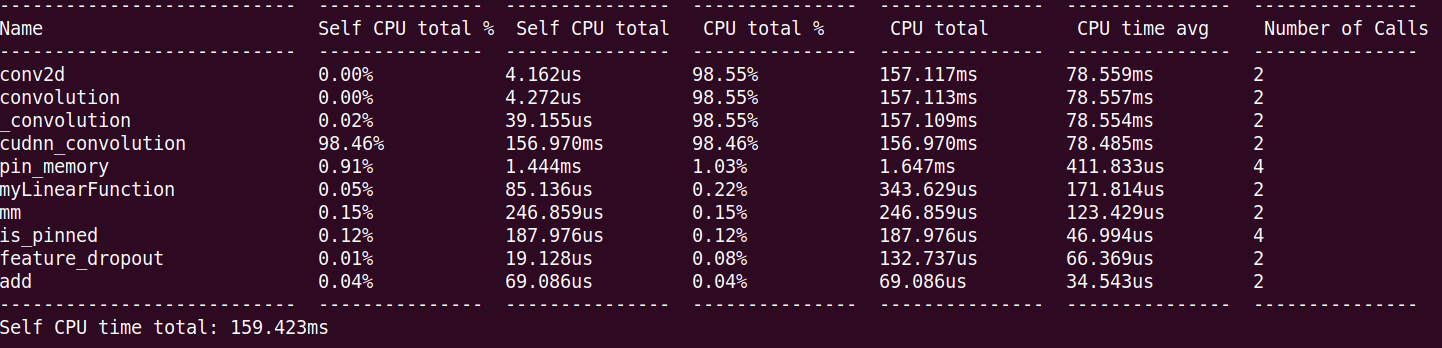 ---------------------------  ---------------  ---------------  ---------------  ---------------  ---------------  ---------------
Name                         Self CPU total %  Self CPU total   CPU total %      CPU total        CPU time avg     Number of Calls
---------------------------  ---------------  ---------------  ---------------  ---------------  ---------------  ---------------
conv2d                       0.00%            4.162us          98.55%           157.117ms        78.559ms         2
convolution                  0.00%            4.272us          98.55%           157.113ms        78.557ms         2
_convolution                 0.02%            39.155us         98.55%           157.109ms        78.554ms         2
cudnn_convolution            98.46%           156.970ms        98.46%           156.970ms        78.485ms         2
pin_memory                   0.91%            1.444ms          1.03%            1.647ms          411.833us        4
myLinearFunction             0.05%            85.136us         0.22%            343.629us        171.814us        2
mm                           0.15%            246.859us        0.15%            246.859us        123.429us        2
is_pinned                    0.12%            187.976us        0.12%            187.976us        46.994us         4
feature_dropout              0.01%            19.128us         0.08%            132.737us        66.369us         2
add                          0.04%            69.086us         0.04%            69.086us         34.543us         2
---------------------------  ---------------  ---------------  ---------------  ---------------  ---------------  ---------------
Self CPU time total: 159.423ms